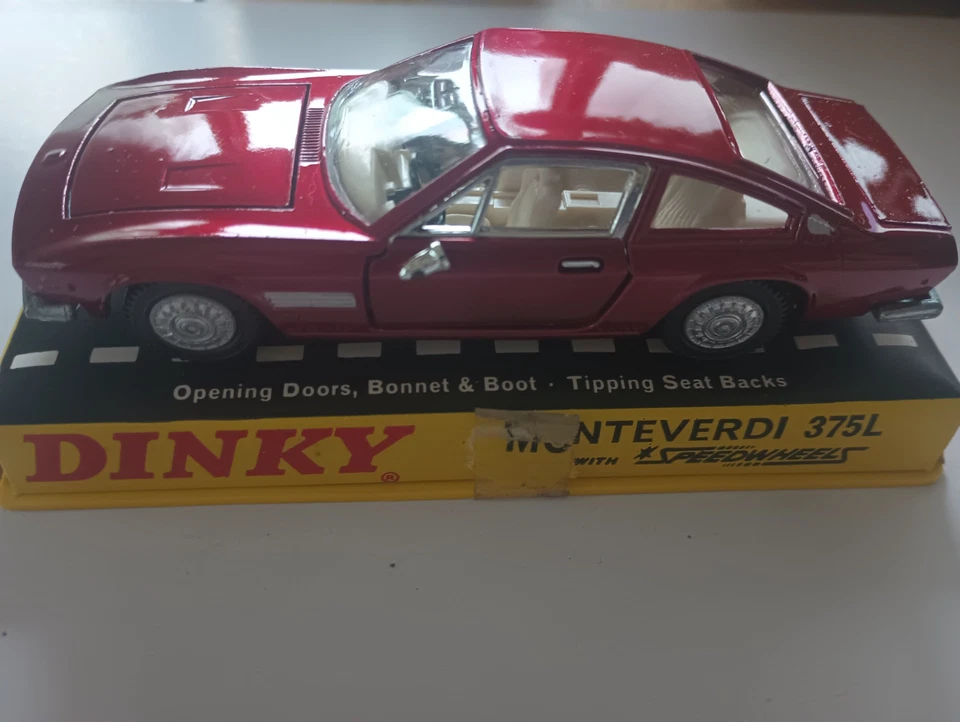 Opening Doors, Bonnet & Boot · Tipping Seat Backs
DINKY®
MONTEVERDI 375L
WITH *SPEEDWHEELS